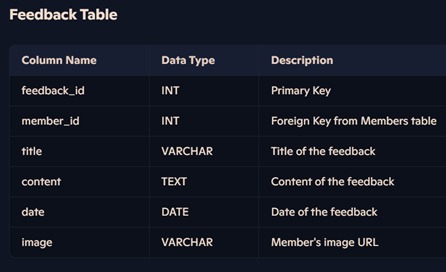 Feedback Table
Column Name Data Type Description
feedback_id INT Primary Key
member_id INT Foreign Key from Members table
title VARCHAR Title of the feedback
content TEXT Content of the feedback
date DATE Date of the feedback
image VARCHAR Member's image URL